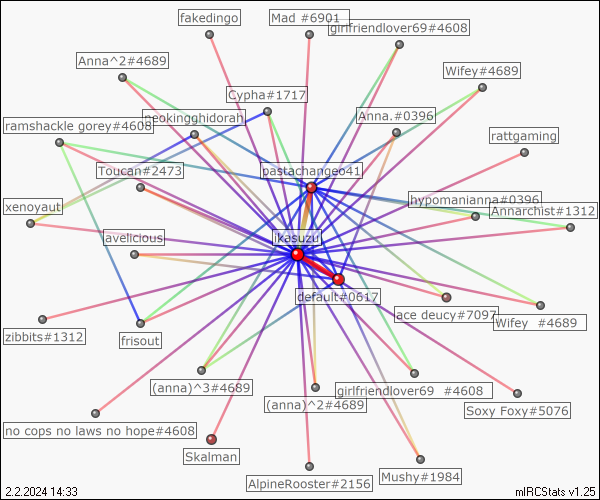 fakedingo
Mad #6901
girlfriendlover69#4608
Anna^2#4689
Wifey#4689
Cypha#1717
neokingghidorah
Anna.#0396
ramshackle gorey#4608
rattgaming
Toucan#2473
pastachangeo41
hypomanianna#0396
xenoyaut
Annarchist#1312
javelicious
ikasuzu
default#0617
ace deucy#7097
Wifey #4689
zibbits#1312
frisout
(anna)^3#4689
(anna)^2#4689
girlfriendlover69 #4608
Soxy Foxy#5076
no cops no laws no hope#4608
Skalman
AlpineRooster#2156
Mushy#1984
2.2.2024 14:33
mIRCStats v1.25